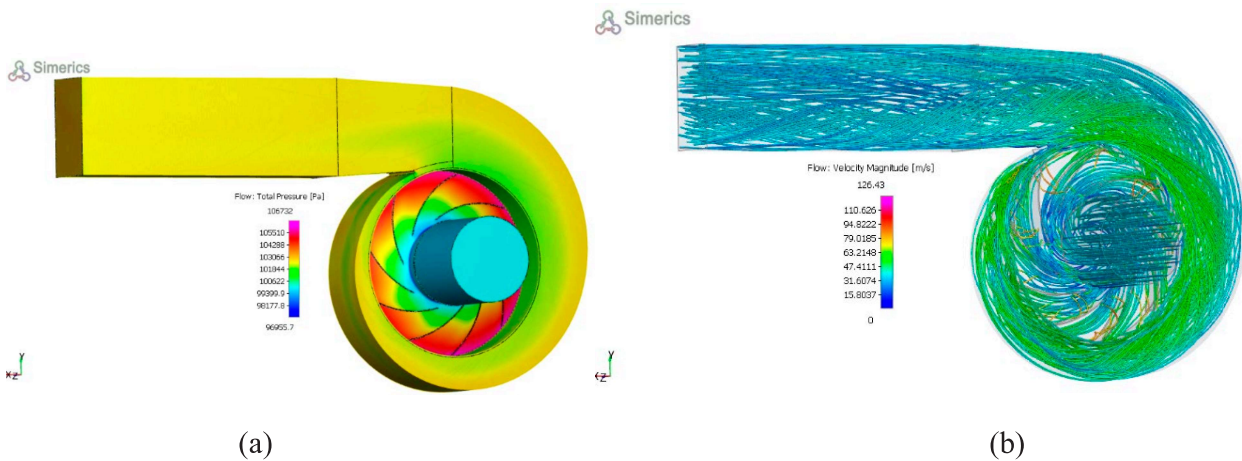 Simerics
Flow: Total Pressure [Pa]
106732
105510
104288
103066
101844
100622
99399.9
98177.8
96955.7
Y
X Z
(a)
Simerics
Flow: Velocity Magnitude [m/s]
126.43
110.626
94.8222
79.0185
63.2148
47.4111
31.6074
15.8037
0
Y
Z
(b)